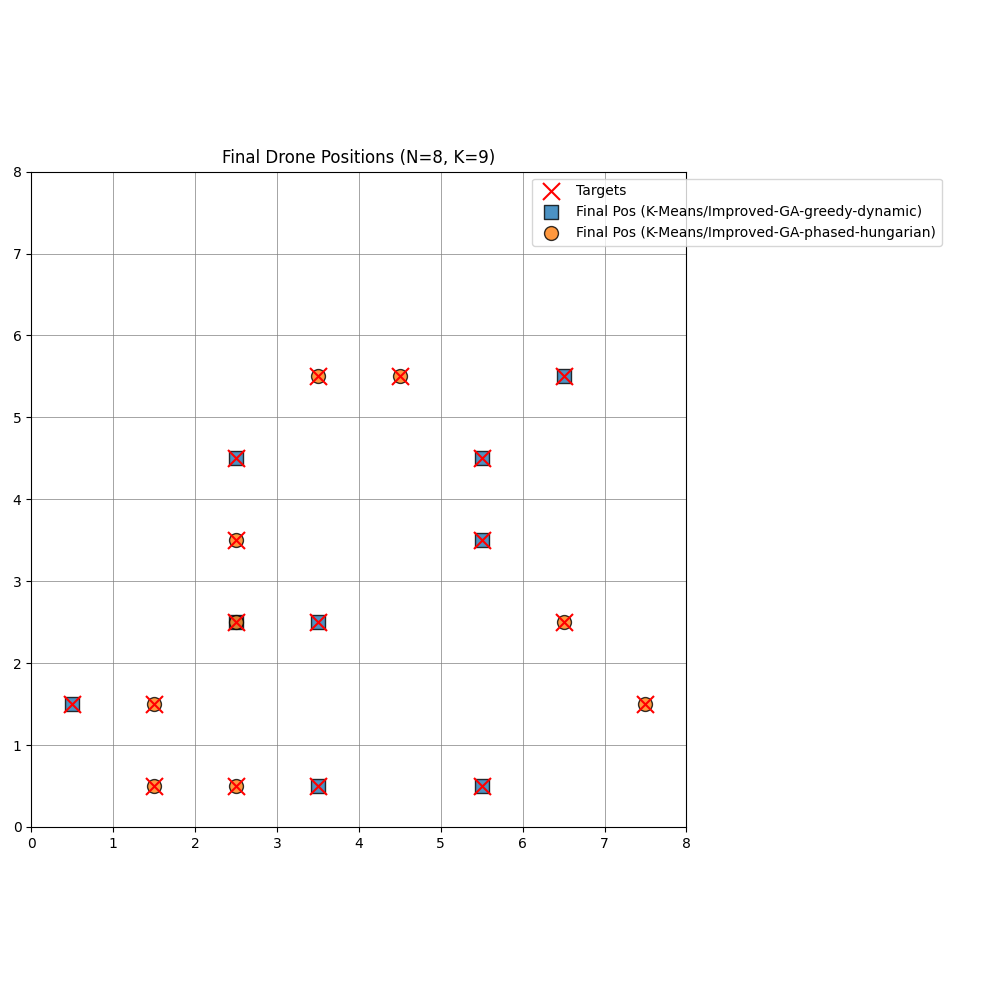 Final Drone Positions (N=8, K=9)
Targets
Final Pos (K-Means/Improved-GA-greedy-dynamic)
Final Pos (K-Means/Improved-GA-phased-hungarian)
8
7
6
5
4
3
2
1
0
0 1 2 3 4 5 6 7 8